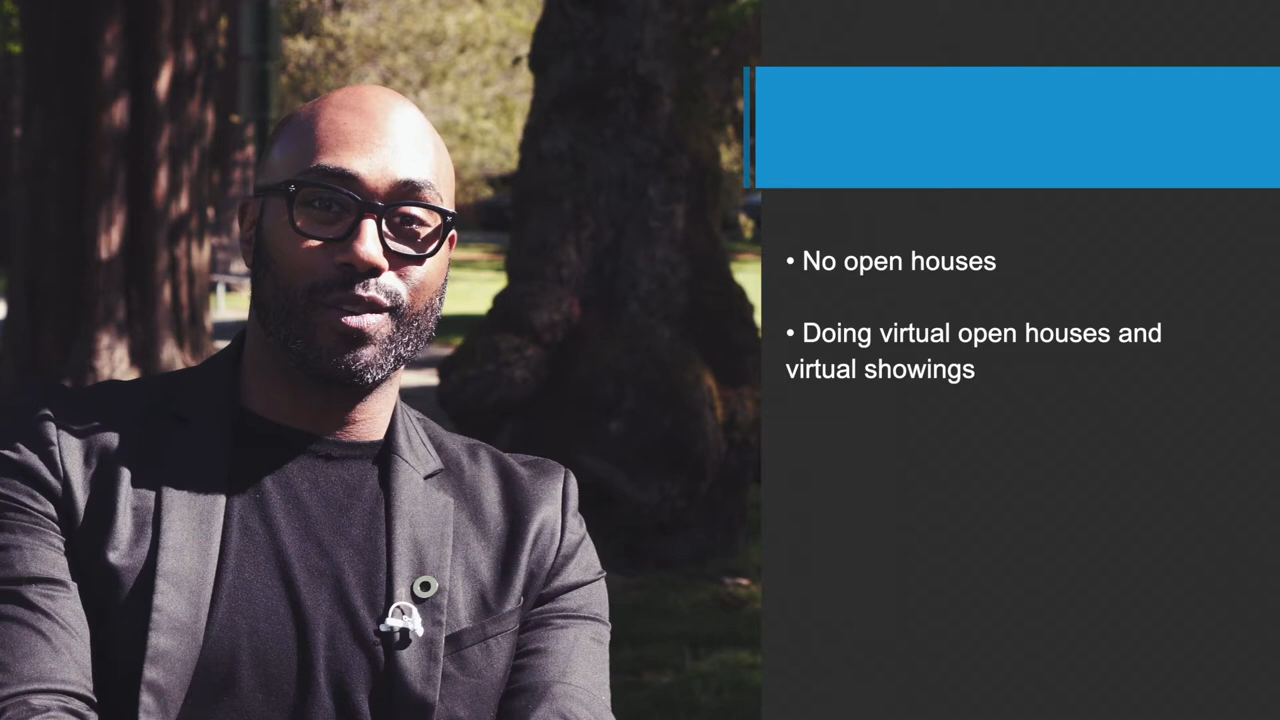 • No open houses
• Doing virtual open houses and
virtual showings